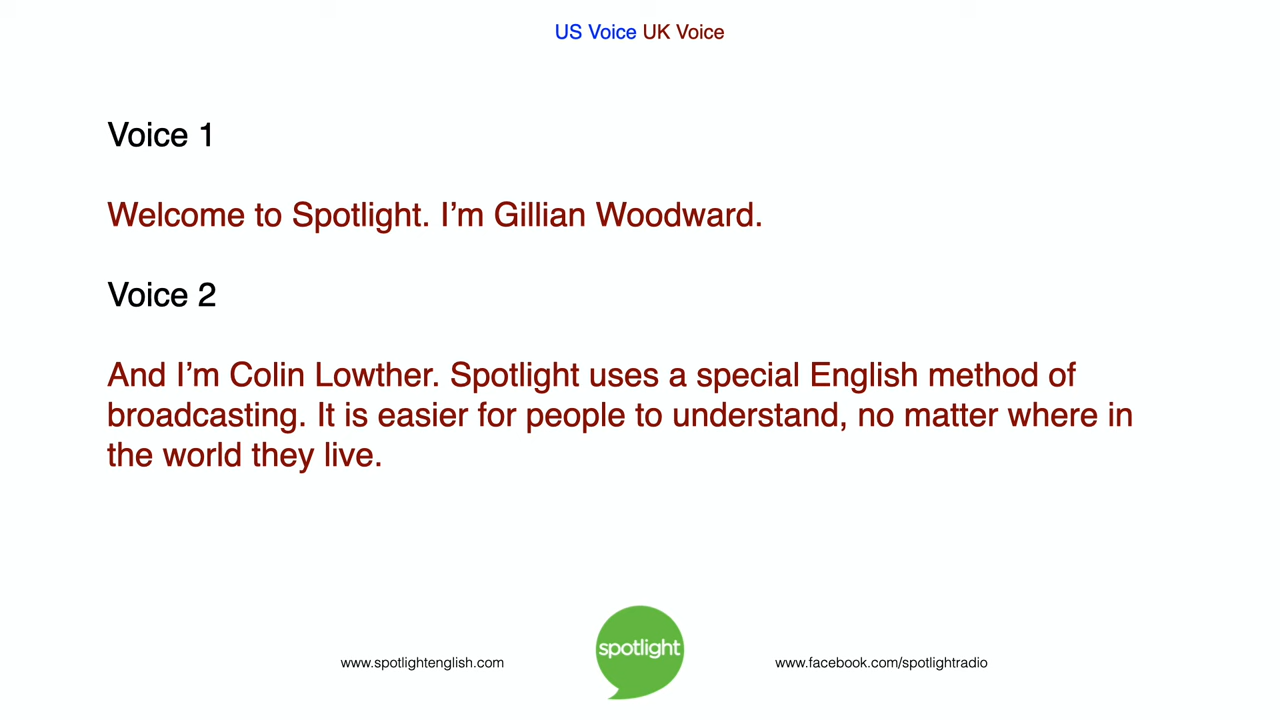 US Voice UK Voice
Voice 1
Welcome to Spotlight. I’m Gillian Woodward.
Voice 2
And I’m Colin Lowther. Spotlight uses a special English method of
broadcasting. It is easier for people to understand, no matter where in
the world they live.
www.spotlightenglish.com
spotlight
www.facebook.com/spotlightradio